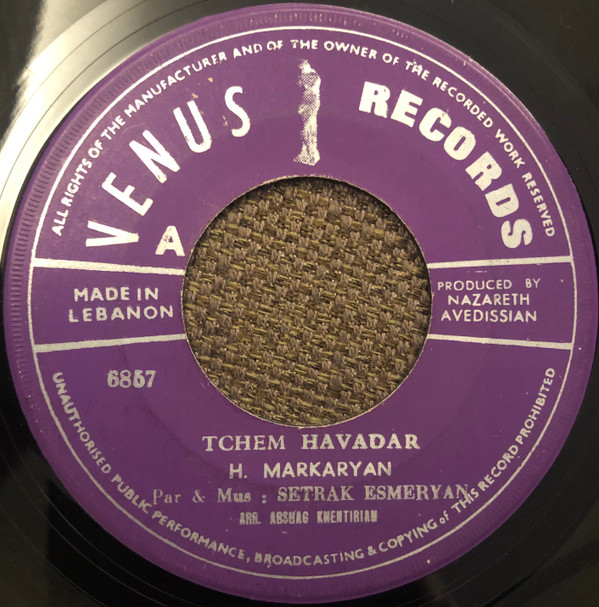 ALL RIGHTS OF THE MANUFACTURER AND OF THE OWNER OF THE RECORDED WORK RESERVED
VENUS RECORDS
A
MADE IN
LEBANON
PRODUCED BY
NAZARETH
AVEDISSIAN
6857
TCHEM HAVADAR
H. MARKARYAN
Par & Mus : SETRAK ESMERYAN
ARR. ABSHAG KHENTIRIAN
UNAUTHORISED PUBLIC PERFORMANCE, BROADCASTING & COPYING of THIS RECORD PROHIBITED